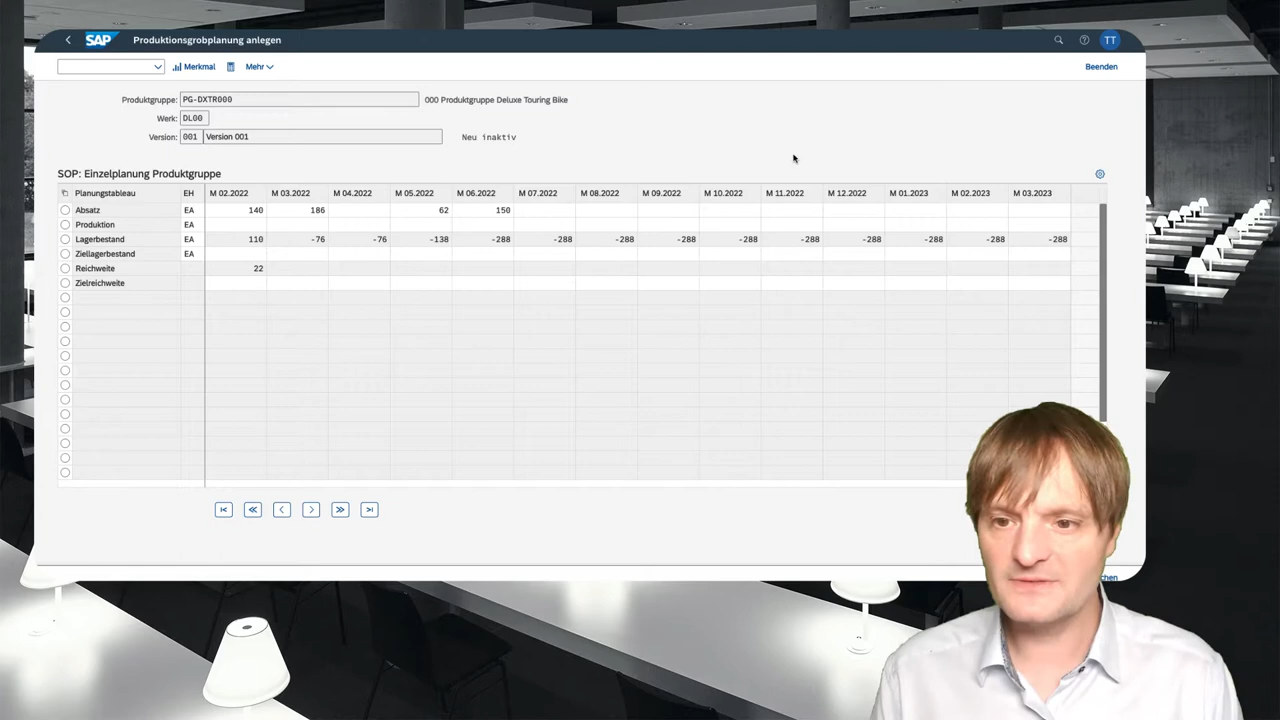 SAP Produktionsgrobplanung anlegen TT
Merkmal Mehr Beenden
Produktgruppe: PG-DXTR000 000 Produktgruppe Deluxe Touring Bike
Werk: DL00
Version: 001 Version 001 Neu inaktiv
SOP: Einzelplanung Produktgruppe
Planungstableau EH M 02.2022 M 03.2022 M 04.2022 M 05.2022 M 06.2022 M 07.2022 M 08.2022 M 09.2022 M 10.2022 M 11.2022 M 12.2022 M 01.2023 M 02.2023 M 03.2023
Absatz EA 140 186 62 150
Produktion EA
Lagerbestand EA 110 -76 -76 -138 -288 -288 -288 -288 -288 -288 -288 -288 -288 -288
Ziellagerbestand EA
Reichweite 22
Zielreichweite